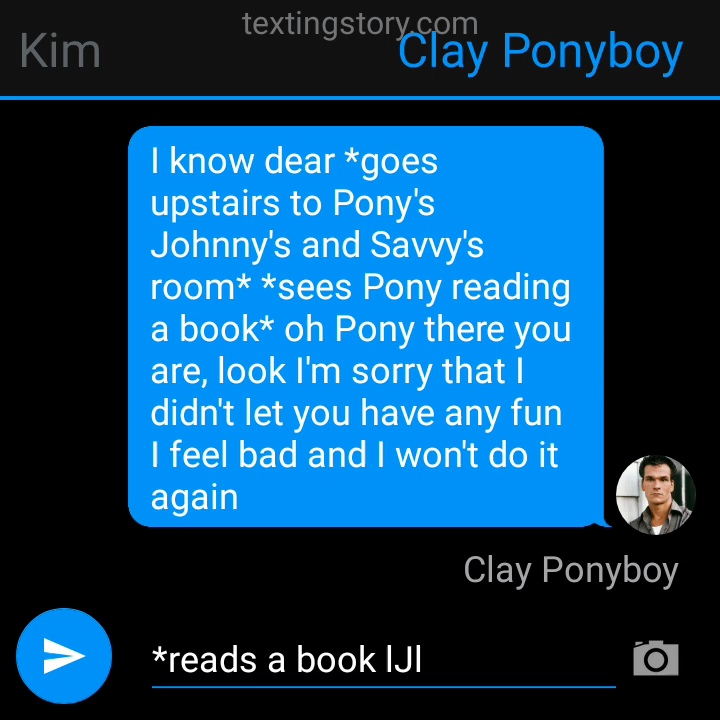 textingstory.com
Kim
Clay Ponyboy
I know dear *goes
upstairs to Pony's
Johnny's and Savvy's
room* *sees Pony reading
a book* oh Pony there you
are, look I'm sorry that I
didn't let you have any fun
I feel bad and I won't do it
again
Clay Ponyboy
*reads a book IJI